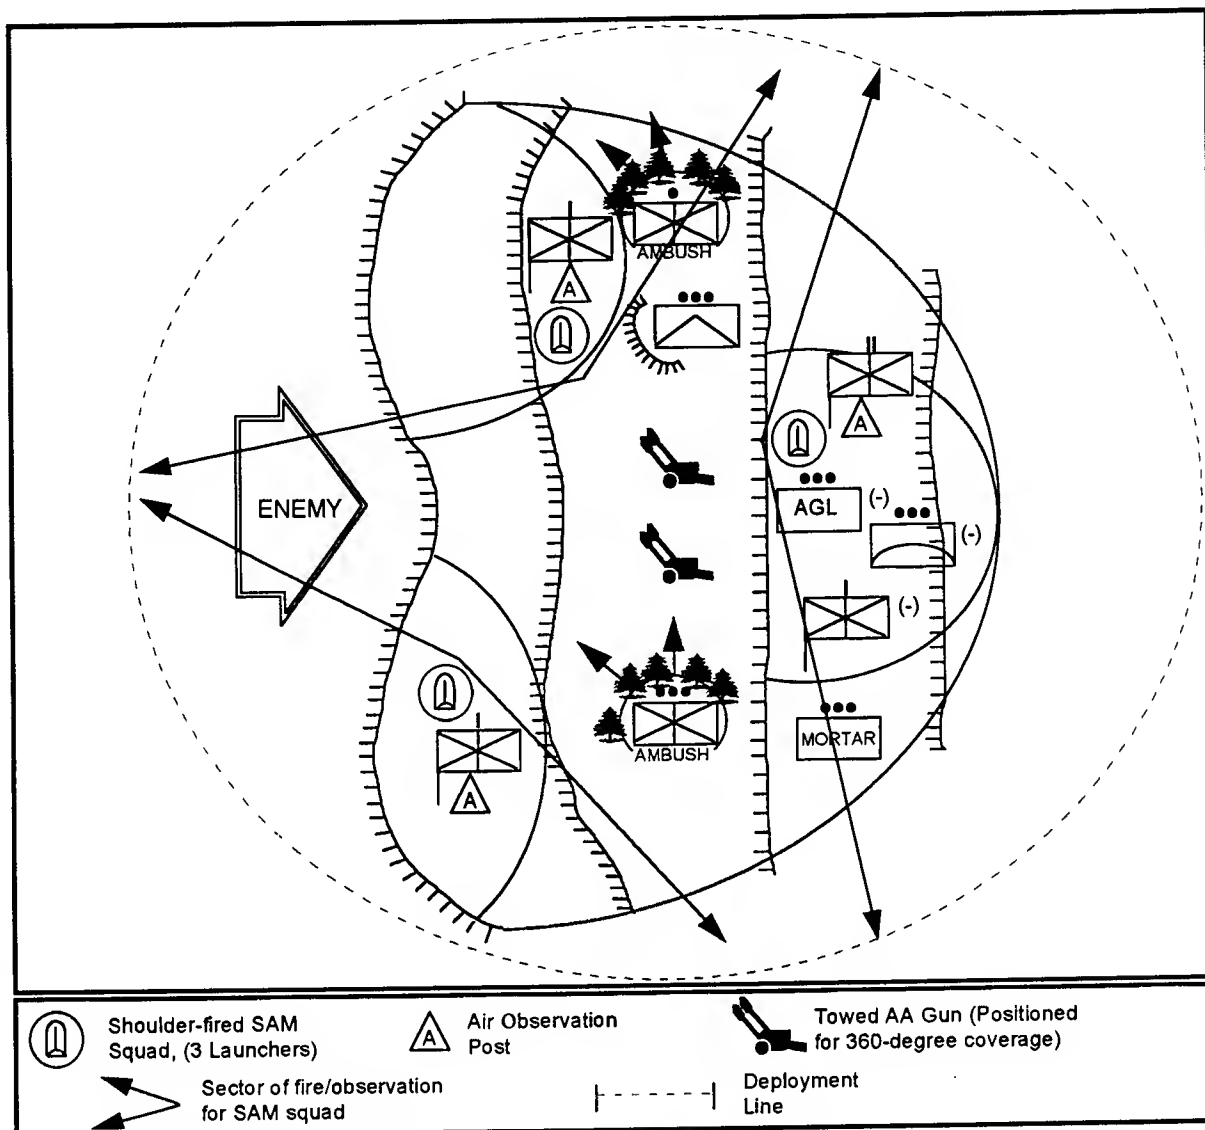 AMBUSH
A
ENEMY
A
AGL
(-)
(-)
(-)
AMBUSH
MORTAR
A
Shoulder-fired SAM
Squad, (3 Launchers)
A
Air Observation
Post
Towed AA Gun (Positioned
for 360-degree coverage)
Sector of fire/observation
for SAM squad
Deployment
Line